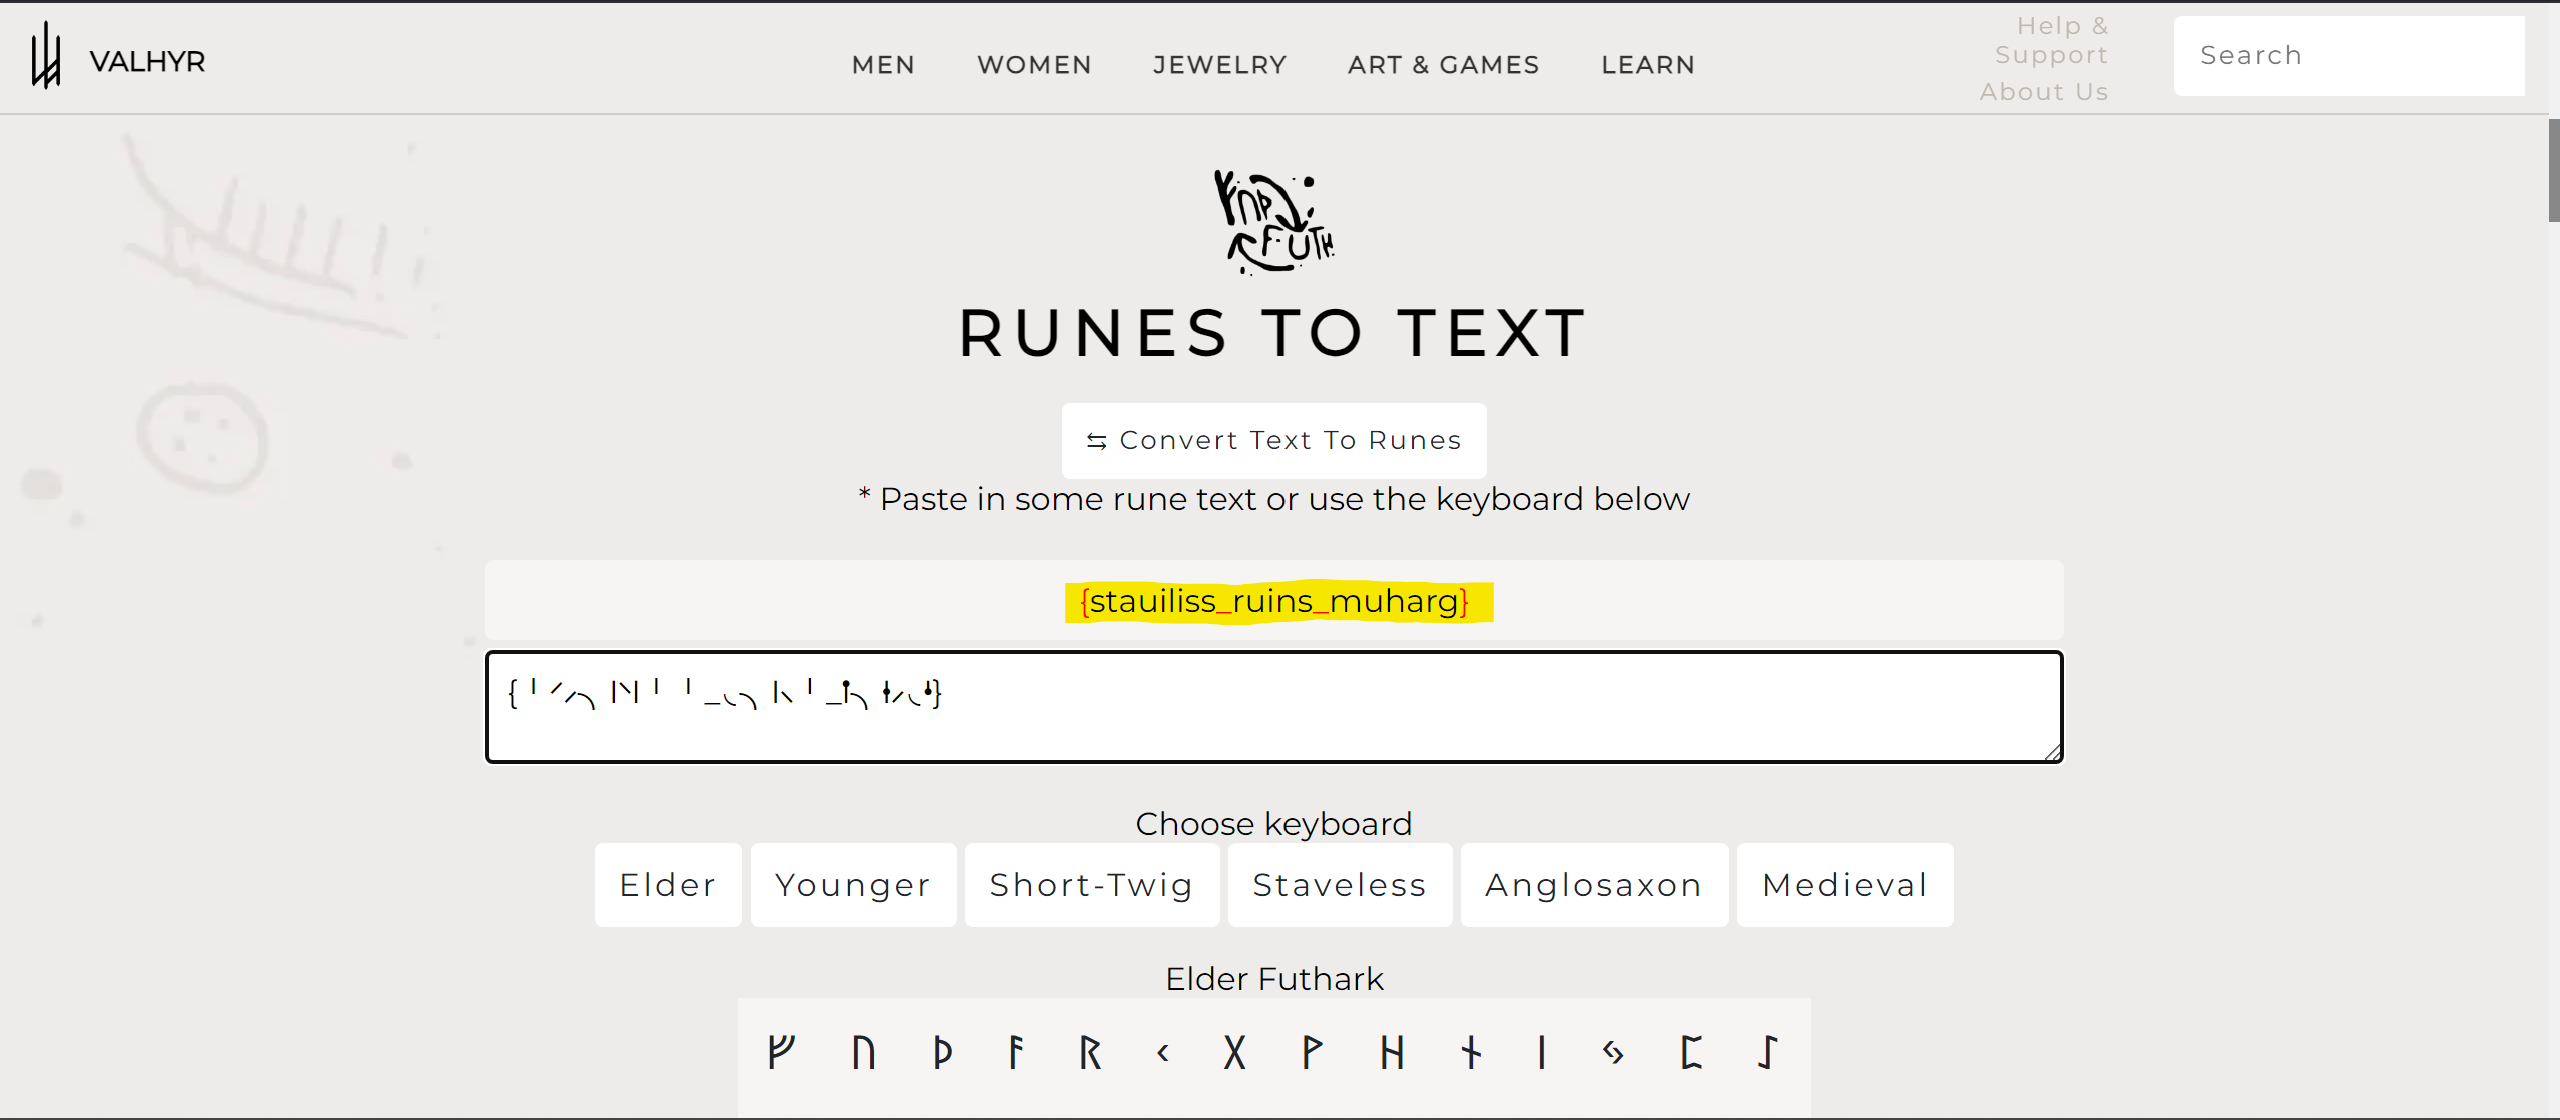 VALHYR
MEN WOMEN JEWELRY ART & GAMES LEARN
Help & Support
About Us
Search
FUTH
RUNES TO TEXT
⇆ Convert Text To Runes
* Paste in some rune text or use the keyboard below
{stauiliss_ruins_muharg}
Choose keyboard
Elder Younger Short-Twig Staveless Anglosaxon Medieval
Elder Futhark
ᚠ ᚢ ᚦ ᚨ ᚱ ᚲ ᚷ ᚹ ᚺ ᚾ ᛁ ᛃ ᛈ ᛇ